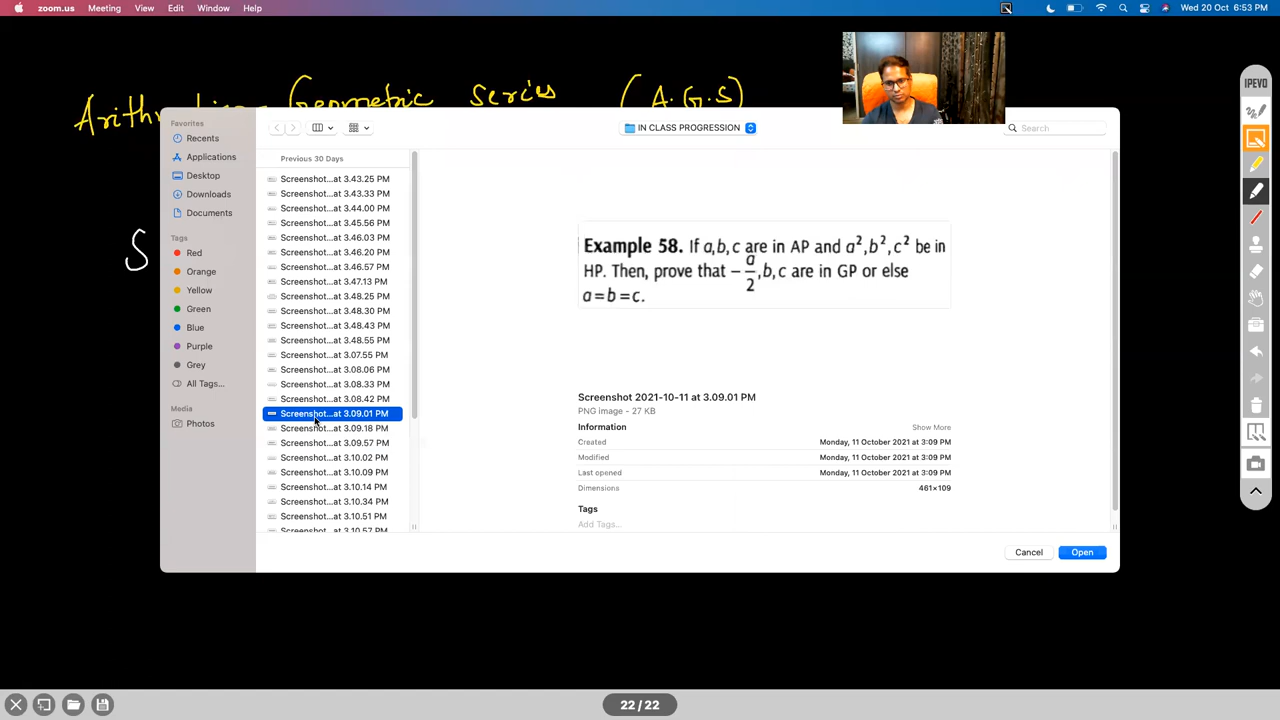 zoom.us Meeting View Edit Window Help Wed 20 Oct 6:53 PM
Geometric series (A.G.S)
S
IPEVO
Favorites
Recents
Applications
Desktop
Downloads
Documents
Tags
Red
Orange
Yellow
Green
Blue
Purple
Grey
All Tags...
Media
Photos
IN CLASS PROGRESSION
Search
Previous 30 Days
Screenshot...at 3.43.25 PM
Screenshot...at 3.43.33 PM
Screenshot...at 3.44.00 PM
Screenshot...at 3.45.56 PM
Screenshot...at 3.46.03 PM
Screenshot...at 3.46.20 PM
Screenshot...at 3.46.57 PM
Screenshot...at 3.47.13 PM
Screenshot...at 3.48.25 PM
Screenshot...at 3.48.30 PM
Screenshot...at 3.48.43 PM
Screenshot...at 3.48.55 PM
Screenshot...at 3.07.55 PM
Screenshot...at 3.08.06 PM
Screenshot...at 3.08.33 PM
Screenshot...at 3.08.42 PM
Screenshot...at 3.09.01 PM
Screenshot...at 3.09.18 PM
Screenshot...at 3.09.57 PM
Screenshot...at 3.10.02 PM
Screenshot...at 3.10.09 PM
Screenshot...at 3.10.14 PM
Screenshot...at 3.10.34 PM
Screenshot...at 3.10.51 PM
Screenshot...at 3.10.57 PM
Example 58. If a,b,c are in AP and a²,b²,c² be in
HP. Then, prove that −a/2,b,c are in GP or else
a=b=c.
Screenshot 2021-10-11 at 3.09.01 PM
PNG image - 27 KB
Information Show More
Created Monday, 11 October 2021 at 3:09 PM
Modified Monday, 11 October 2021 at 3:09 PM
Last opened Monday, 11 October 2021 at 3:09 PM
Dimensions 461×109
Tags
Add Tags...
Cancel Open
22 / 22